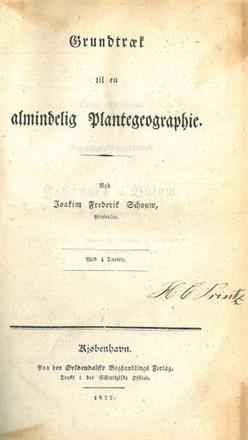 Grundtræk
til en
almindelig Plantegeographie.
Ved
Joakim Frederik Schouw,
Professor.
Med 4 Tavler.
H C Printz
Kjøbenhavn.
Paa den Gyldendalske Boghandlings Forlag.
Trykt i det Schultziske Officin.
1822.